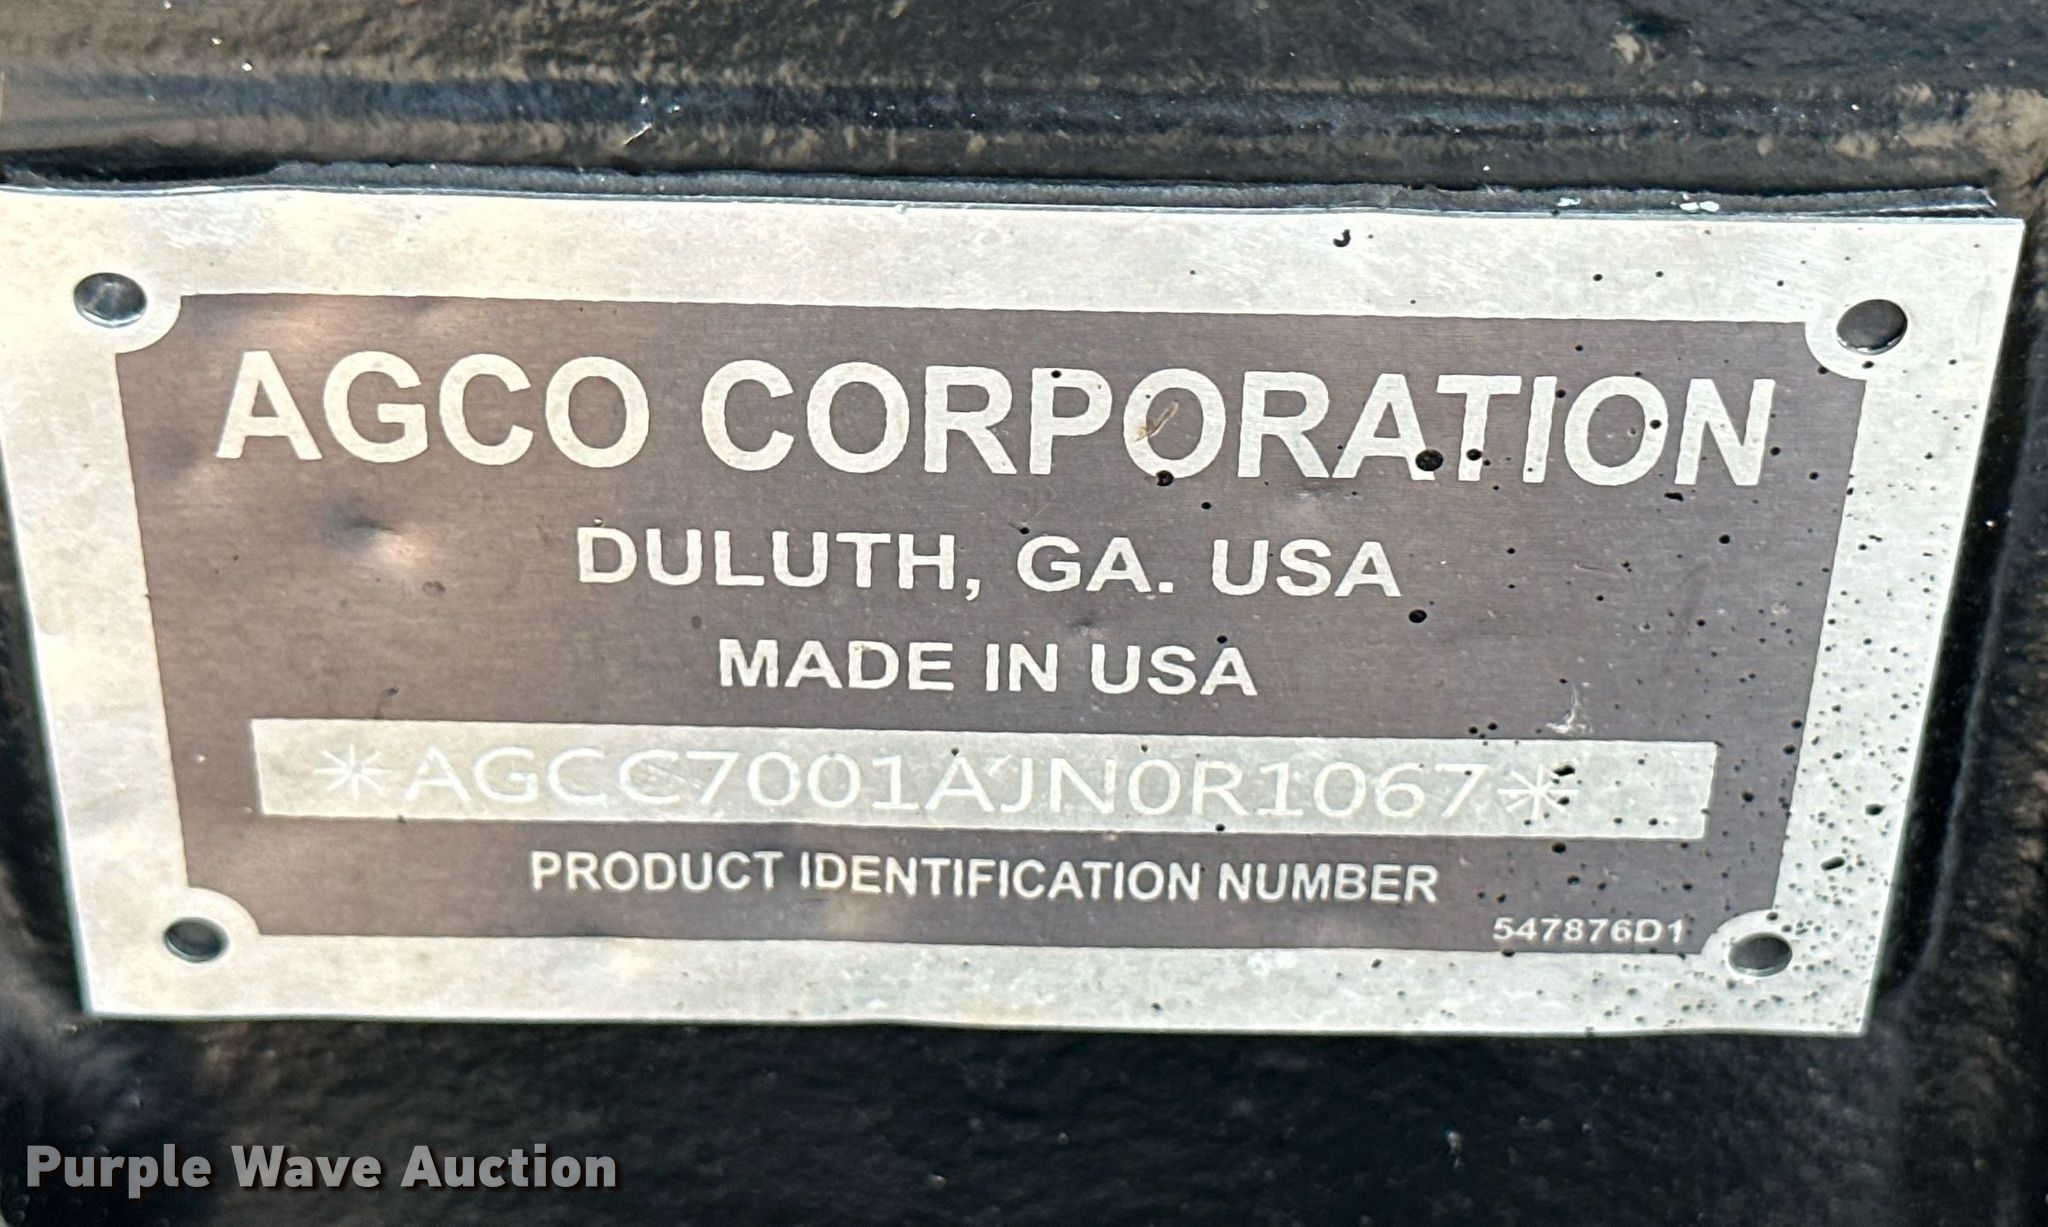 AGCO CORPORATION
DULUTH, GA. USA
MADE IN USA
*AGCC7001AJN0R1067*
PRODUCT IDENTIFICATION NUMBER
547876D1
Purple Wave Auction